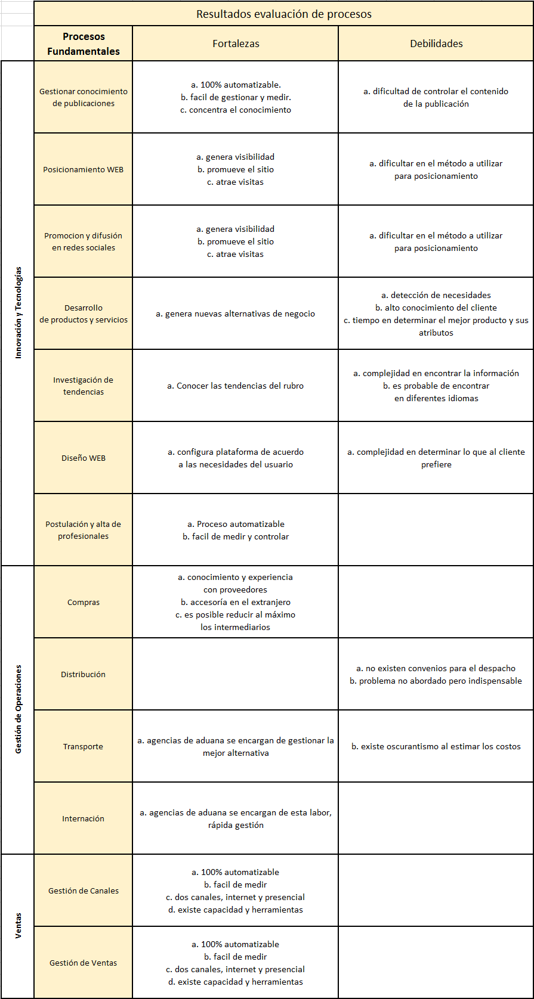 Resultados evaluación de procesos
Procesos
Fundamentales
Fortalezas
Debilidades
Innovación y Tecnologías
Gestionar conocimiento
de publicaciones
a. 100% automatizable.
b. facil de gestionar y medir.
c. concentra el conocimiento
a. dificultad de controlar el contenido
de la publicación
Posicionamiento WEB
a. genera visibilidad
b. promueve el sitio
c. atrae visitas
a. dificultar en el método a utilizar
para posicionamiento
Promocion y difusión
en redes sociales
a. genera visibilidad
b. promueve el sitio
c. atrae visitas
a. dificultar en el método a utilizar
para posicionamiento
Desarrollo
de productos y servicios
a. genera nuevas alternativas de negocio
a. detección de necesidades
b. alto conocimiento del cliente
c. tiempo en determinar el mejor producto y sus
atributos
Investigación de
tendencias
a. Conocer las tendencias del rubro
a. complejidad en encontrar la información
b. es probable de encontrar
en diferentes idiomas
Diseño WEB
a. configura plataforma de acuerdo
a las necesidades del usuario
a. complejidad en determinar lo que al cliente
prefiere
Postulación y alta de
profesionales
a. Proceso automatizable
b. facil de medir y controlar
Gestión de Operaciones
Compras
a. conocimiento y experiencia
con proveedores
b. accesoría en el extranjero
c. es posible reducir al máximo
los intermediarios
Distribución
a. no existen convenios para el despacho
b. problema no abordado pero indispensable
Transporte
a. agencias de aduana se encargan de gestionar la
mejor alternativa
b. existe oscurantismo al estimar los costos
Internación
a. agencias de aduana se encargan de esta labor,
rápida gestión
Ventas
Gestión de Canales
a. 100% automatizable
b. facil de medir
c. dos canales, internet y presencial
d. existe capacidad y herramientas
Gestión de Ventas
a. 100% automatizable
b. facil de medir
c. dos canales, internet y presencial
d. existe capacidad y herramientas